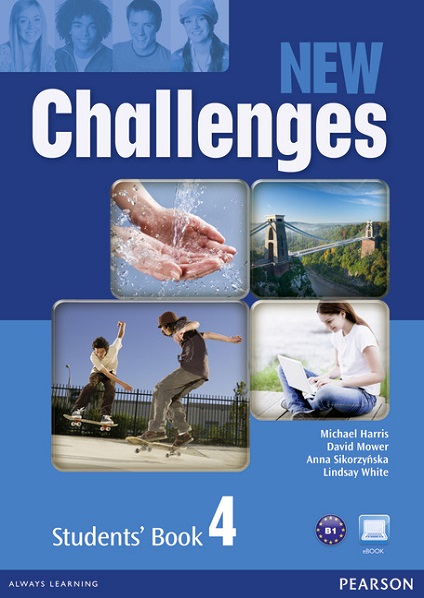 NEW
Challenges
Michael Harris
David Mower
Anna Sikorzyńska
Lindsay White
Students' Book 4
B1
eBOOK
ALWAYS LEARNING
PEARSON